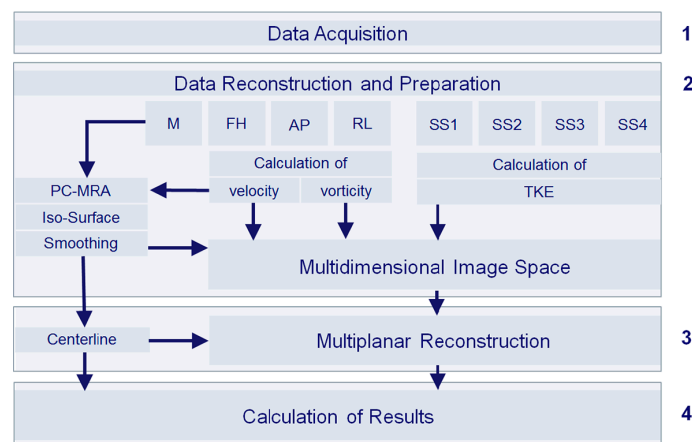 Data Acquisition
1
Data Reconstruction and Preparation
2
M
FH
AP
RL
SS1
SS2
SS3
SS4
Calculation of
velocity
vorticity
Calculation of
TKE
PC-MRA
Iso-Surface
Smoothing
Multidimensional Image Space
Centerline
Multiplanar Reconstruction
3
Calculation of Results
4